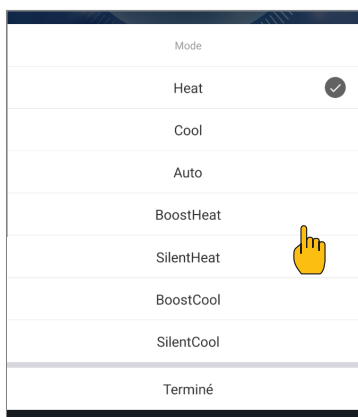 Mode
Heat
Cool
Auto
BoostHeat
SilentHeat
BoostCool
SilentCool
Terminé